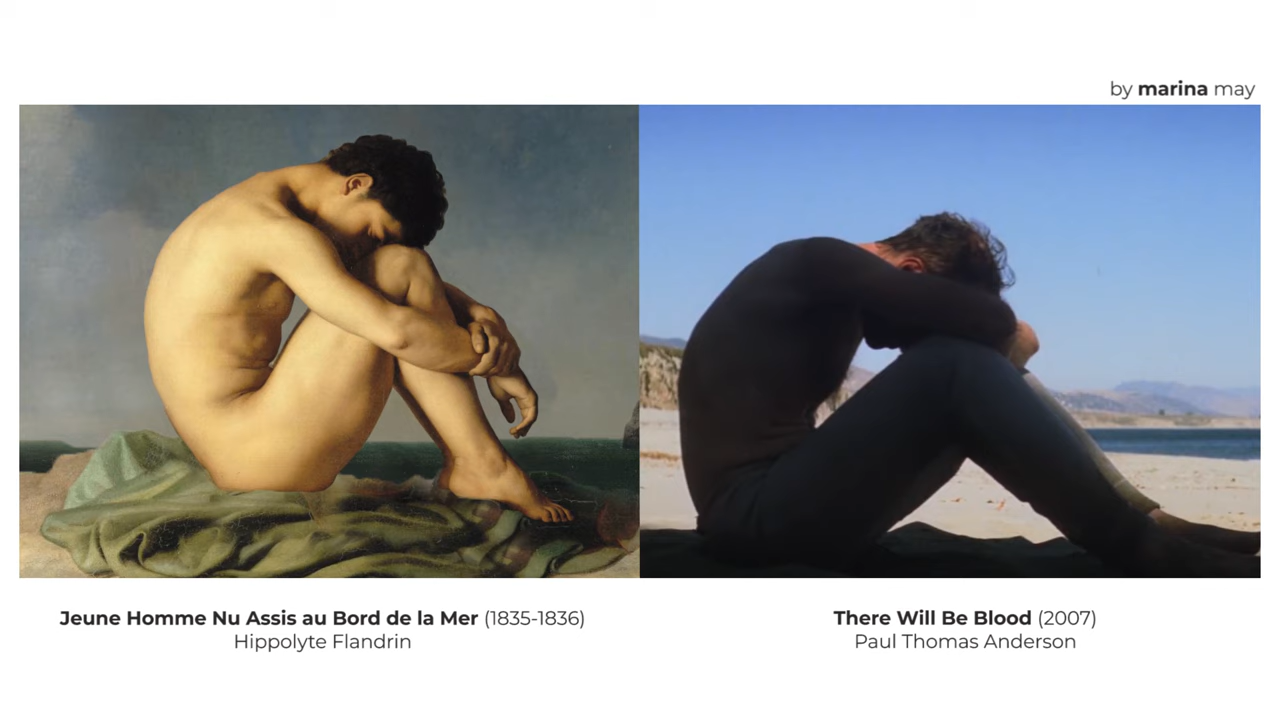 by marina may
Jeune Homme Nu Assis au Bord de la Mer (1835-1836)
Hippolyte Flandrin
There Will Be Blood (2007)
Paul Thomas Anderson